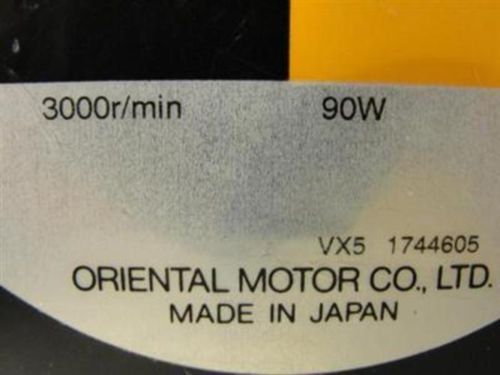 3000r/min 90W
VX5 1744605
ORIENTAL MOTOR CO., LTD.
MADE IN JAPAN